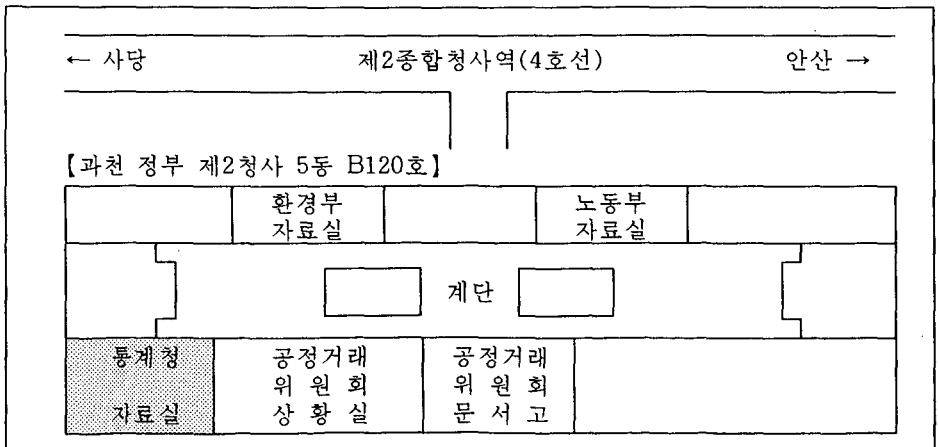 ← 사당 제2종합청사역(4호선) 안산 →
【과천 정부 제2청사 5동 B120호】
환경부
자료실
노동부
자료실
계단
통계청
자료실
공정거래
위 원 회
상 황 실
공정거래
위 원 회
문 서 고